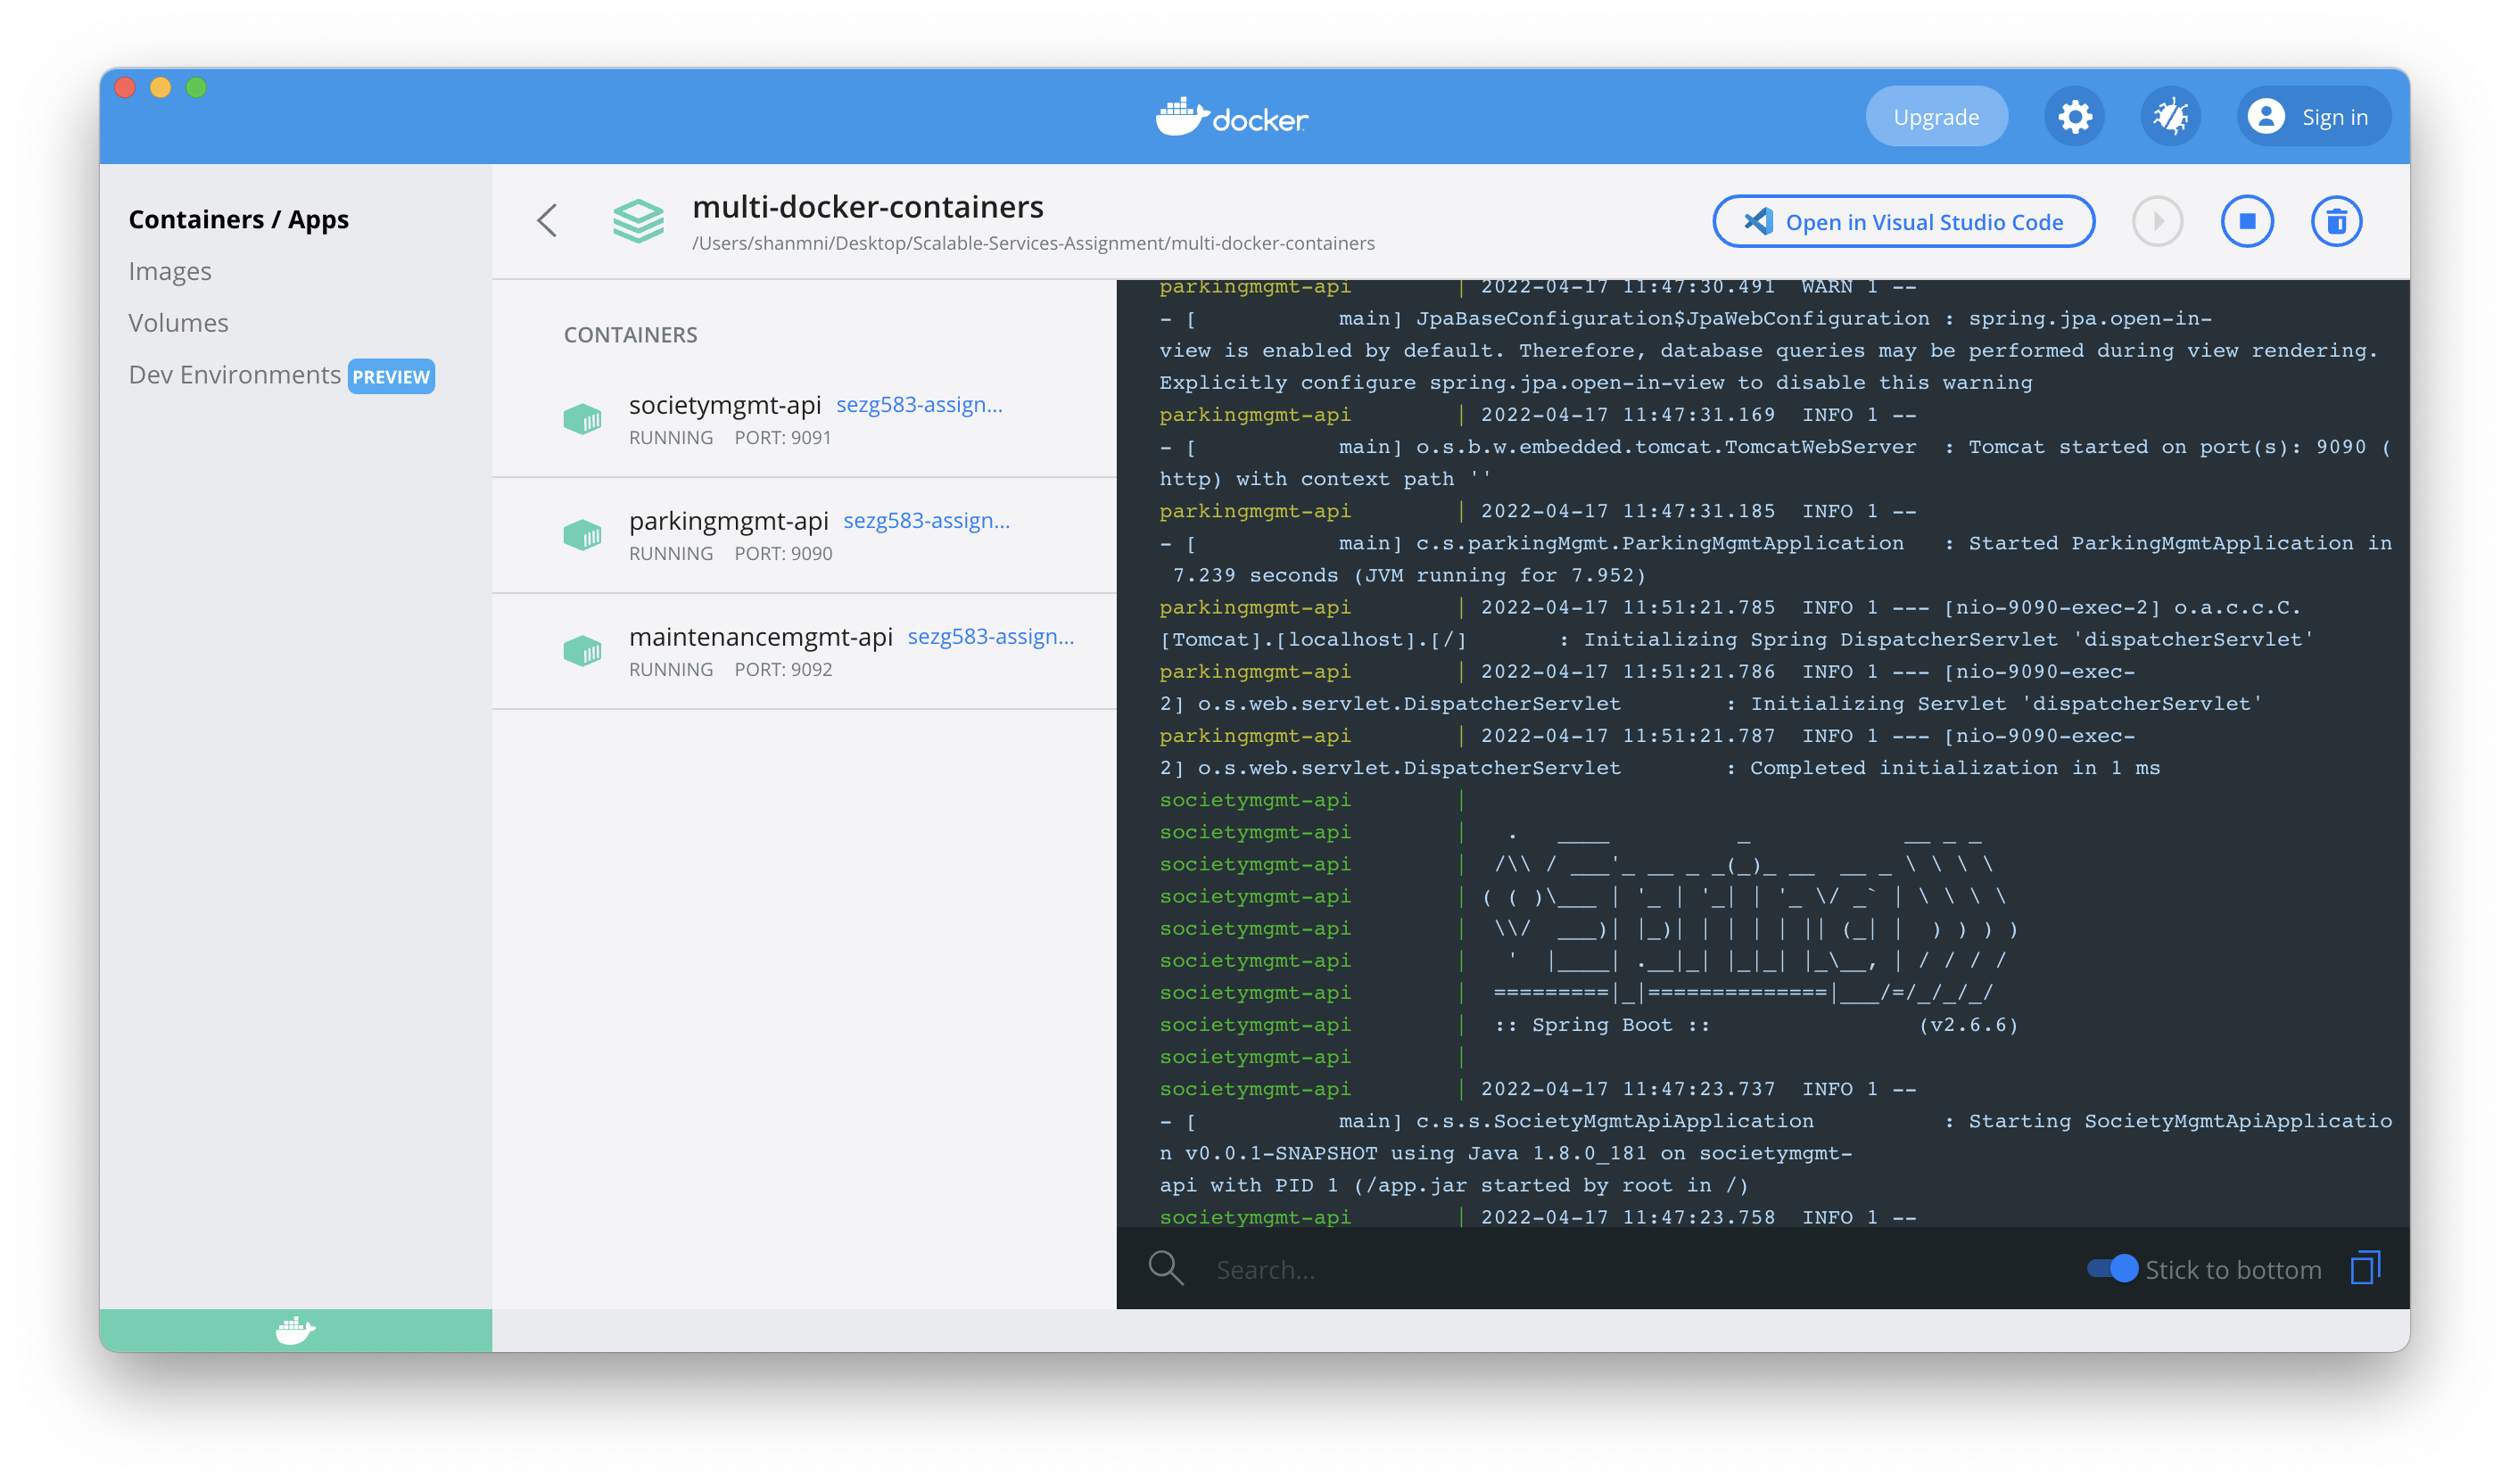 docker
Upgrade
Sign in
Containers / Apps
Images
Volumes
Dev Environments PREVIEW
multi-docker-containers
/Users/shanmni/Desktop/Scalable-Services-Assignment/multi-docker-containers
Open in Visual Studio Code
CONTAINERS
societymgmt-api sezg583-assign...
RUNNING PORT: 9091
parkingmgmt-api sezg583-assign...
RUNNING PORT: 9090
maintenancemgmt-api sezg583-assign...
RUNNING PORT: 9092
parkingmgmt-api        | 2022-04-17 11:47:30.491  WARN 1 --
- [           main] JpaBaseConfiguration$JpaWebConfiguration : spring.jpa.open-in-
view is enabled by default. Therefore, database queries may be performed during view rendering.
Explicitly configure spring.jpa.open-in-view to disable this warning
parkingmgmt-api        | 2022-04-17 11:47:31.169  INFO 1 --
- [           main] o.s.b.w.embedded.tomcat.TomcatWebServer  : Tomcat started on port(s): 9090 (
http) with context path ''
parkingmgmt-api        | 2022-04-17 11:47:31.185  INFO 1 --
- [           main] c.s.parkingMgmt.ParkingMgmtApplication   : Started ParkingMgmtApplication in
 7.239 seconds (JVM running for 7.952)
parkingmgmt-api        | 2022-04-17 11:51:21.785  INFO 1 --- [nio-9090-exec-2] o.a.c.c.C.
[Tomcat].[localhost].[/]       : Initializing Spring DispatcherServlet 'dispatcherServlet'
parkingmgmt-api        | 2022-04-17 11:51:21.786  INFO 1 --- [nio-9090-exec-
2] o.s.web.servlet.DispatcherServlet        : Initializing Servlet 'dispatcherServlet'
parkingmgmt-api        | 2022-04-17 11:51:21.787  INFO 1 --- [nio-9090-exec-
2] o.s.web.servlet.DispatcherServlet        : Completed initialization in 1 ms
societymgmt-api        |
societymgmt-api        |   .   ____          _            __ _ _
societymgmt-api        |  /\\ / ___'_ __ _ _(_)_ __  __ _ \ \ \ \
societymgmt-api        | ( ( )\___ | '_ | '_| | '_ \/ _` | \ \ \ \
societymgmt-api        |  \\/  ___)| |_)| | | | | || (_| |  ) ) ) )
societymgmt-api        |   '  |____| .__|_| |_|_| |_\__, | / / / /
societymgmt-api        |  =========|_|==============|___/=/_/_/_/
societymgmt-api        |  :: Spring Boot ::                (v2.6.6)
societymgmt-api        |
societymgmt-api        | 2022-04-17 11:47:23.737  INFO 1 --
- [           main] c.s.s.SocietyMgmtApiApplication          : Starting SocietyMgmtApiApplicatio
n v0.0.1-SNAPSHOT using Java 1.8.0_181 on societymgmt-
api with PID 1 (/app.jar started by root in /)
societymgmt-api        | 2022-04-17 11:47:23.758  INFO 1 --
Search...
Stick to bottom